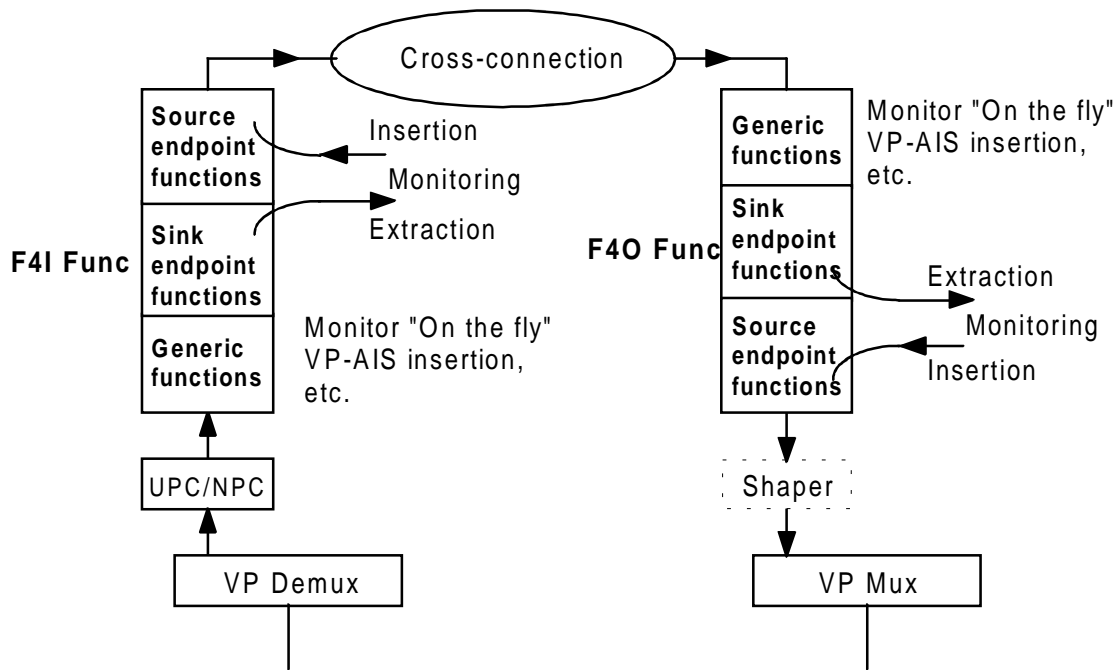 Cross-connection
Source
endpoint
functions
Insertion
Monitoring
Extraction
Sink
endpoint
functions
F4I Func
Generic
functions
Monitor "On the fly"
VP-AIS insertion,
etc.
UPC/NPC
VP Demux
Generic
functions
Monitor "On the fly"
VP-AIS insertion,
etc.
Sink
endpoint
functions
F4O Func
Extraction
Monitoring
Insertion
Source
endpoint
functions
Shaper
VP Mux